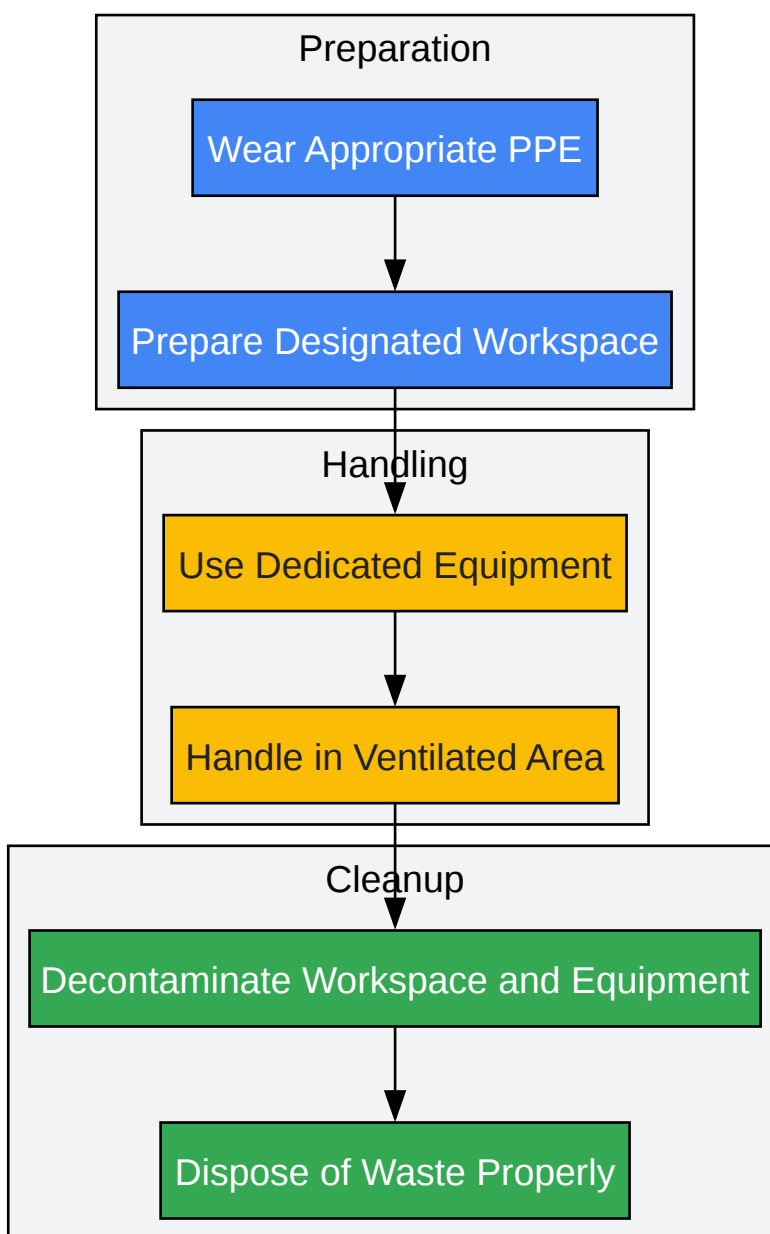 Preparation
Wear Appropriate PPE
Prepare Designated Workspace
Handling
Use Dedicated Equipment
Handle in Ventilated Area
Cleanup
Decontaminate Workspace and Equipment
Dispose of Waste Properly